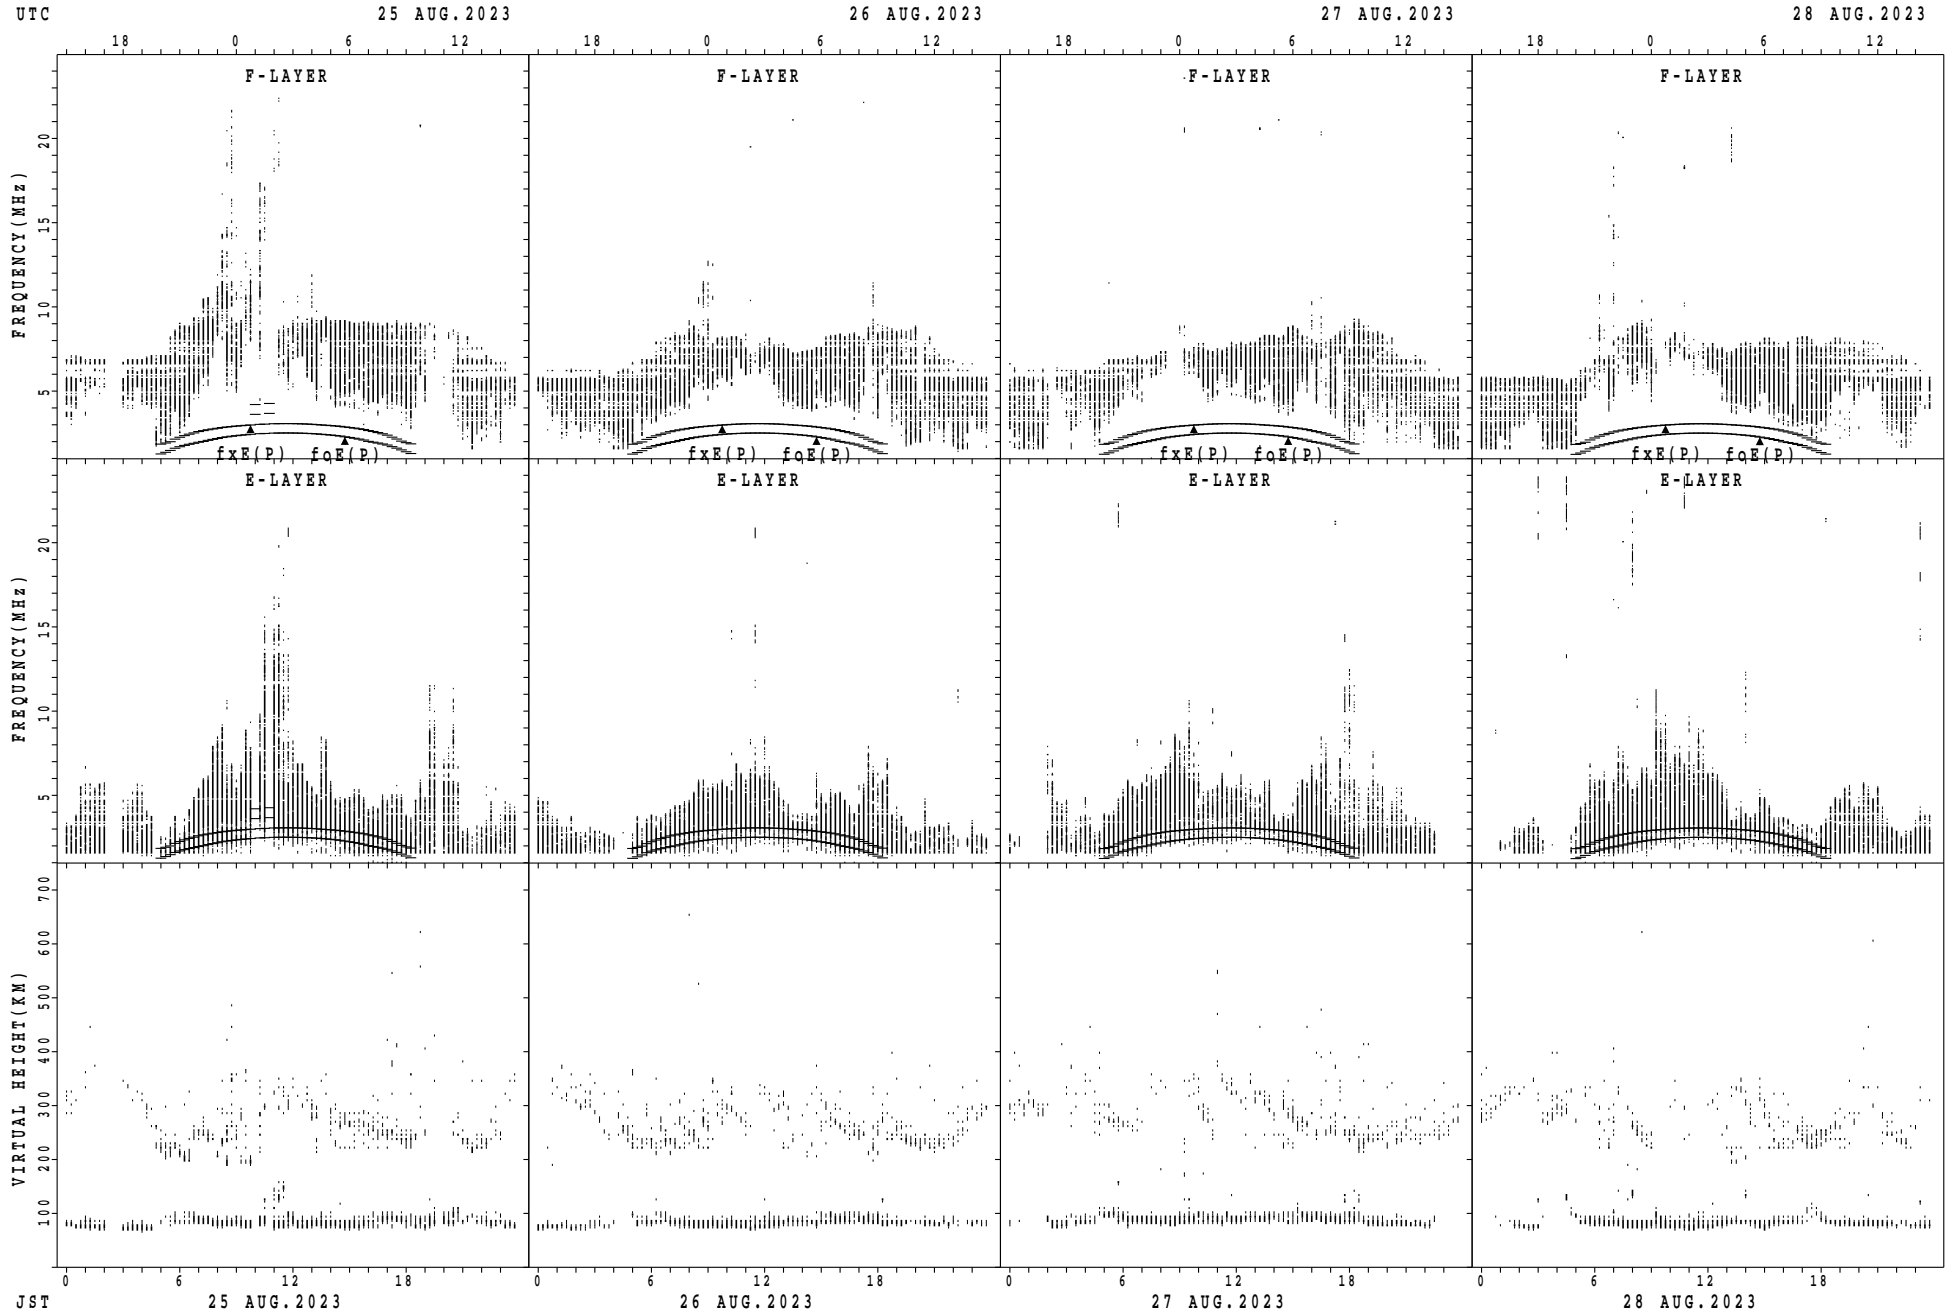 UTC 25 AUG.2023 26 AUG.2023 27 AUG.2023 28 AUG.2023
18 0 6 12 18 0 6 12 18 0 6 12 18 0 6 12
F-LAYER F-LAYER F-LAYER F-LAYER
FREQUENCY(MHz)
20
15
10
5
fxE(P) foE(P) fxE(P) foE(P) fxE(P) foE(P) fxE(P) foE(P)
E-LAYER E-LAYER E-LAYER E-LAYER
FREQUENCY(MHz)
20
15
10
5
VIRTUAL HEIGHT(KM)
700
600
500
400
300
200
100
0 6 12 18 0 6 12 18 0 6 12 18 0 6 12 18
JST 25 AUG.2023 26 AUG.2023 27 AUG.2023 28 AUG.2023